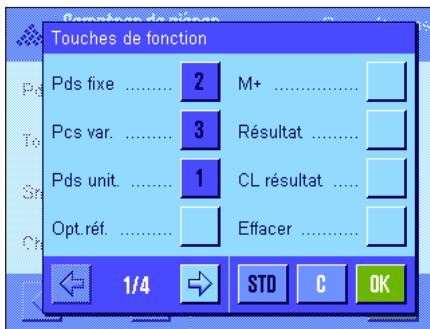 Touches de fonction
Pds fixe ......... 2
M+ ................
Pcs var. ......... 3
Résultat .........
Pds unit. ........ 1
CL résultat .....
Opt.réf. .........
Effacer ...........
1/4
STD
C
OK